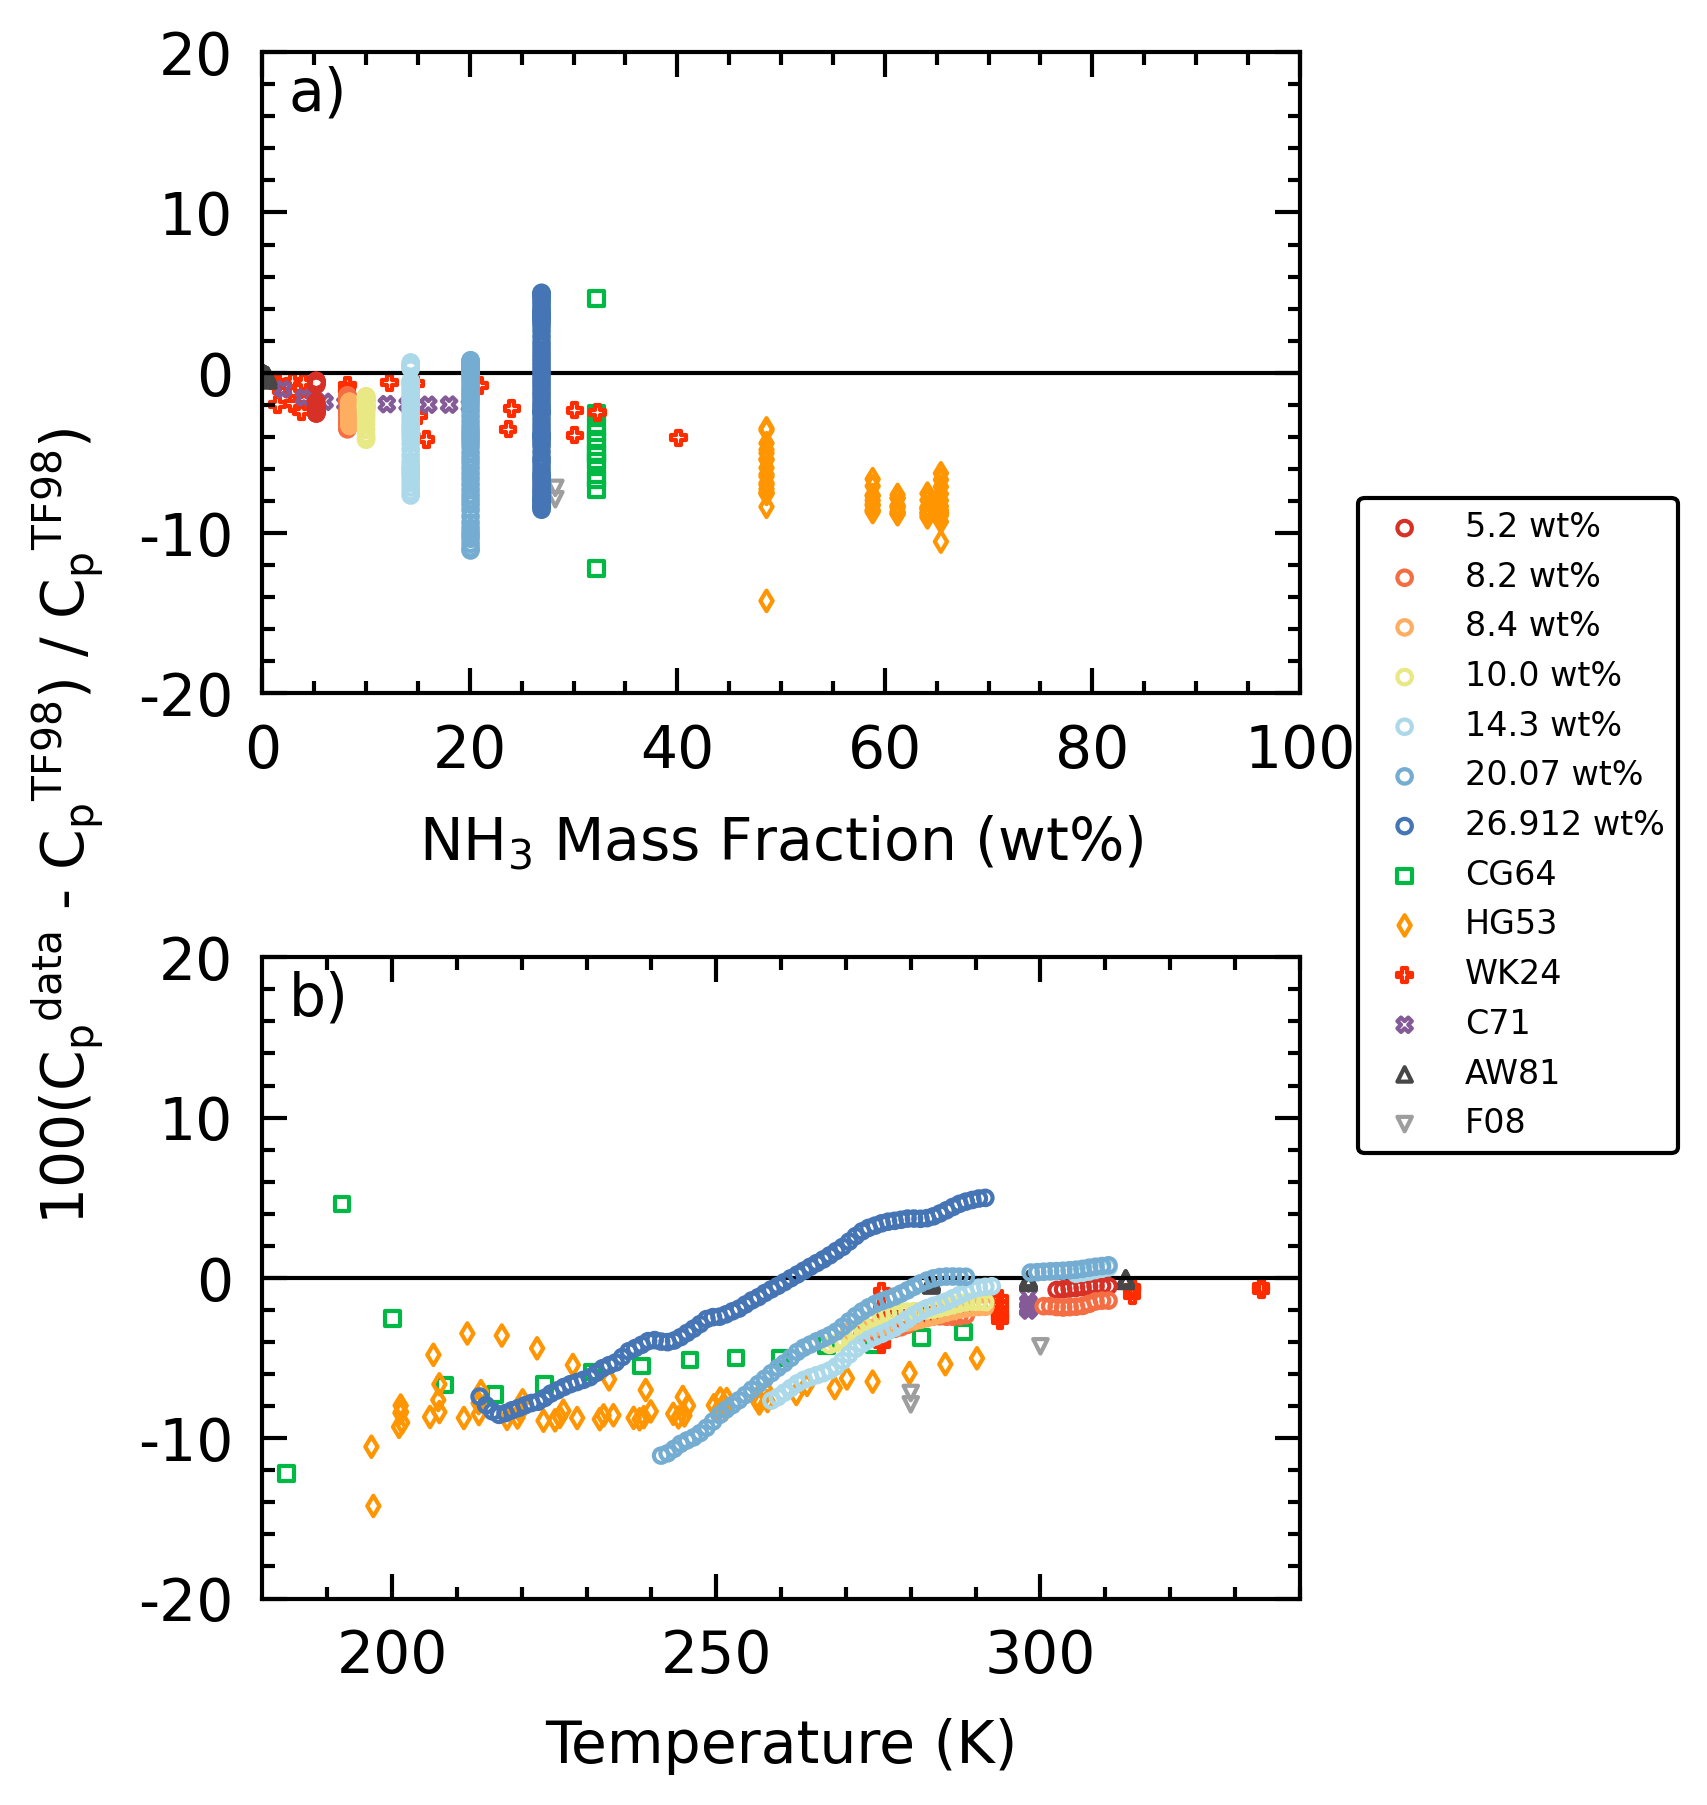 100(Cp data - Cp TF98) / Cp TF98
a)
20
10
0
-10
-20
0 20 40 60 80 100
NH3 Mass Fraction (wt%)
b)
20
10
0
-10
-20
200 250 300
Temperature (K)
5.2 wt%
8.2 wt%
8.4 wt%
10.0 wt%
14.3 wt%
20.07 wt%
26.912 wt%
CG64
HG53
WK24
C71
AW81
F08